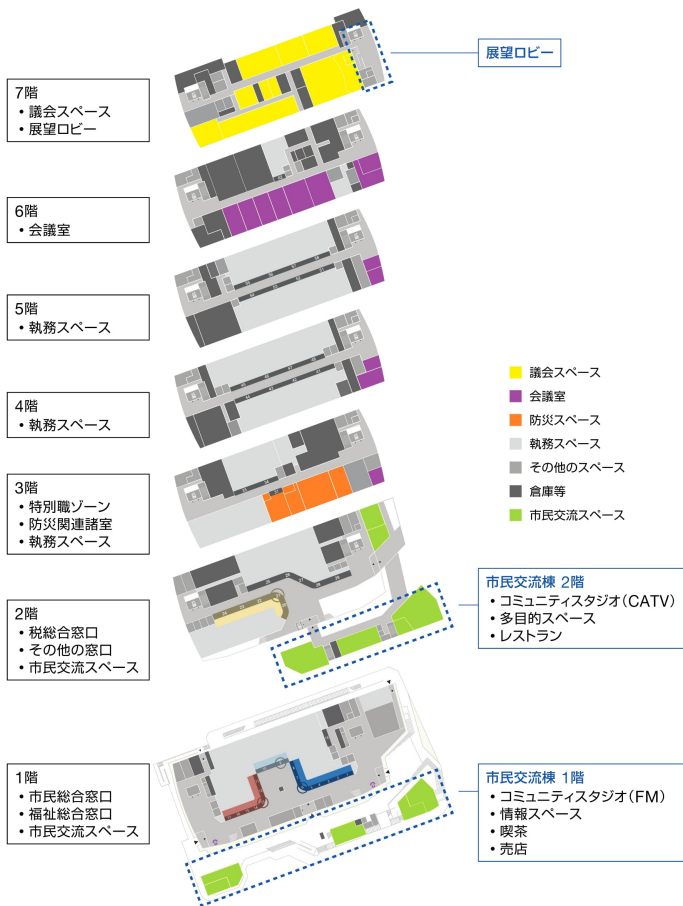 展望ロビー
7階
・議会スペース
・展望ロビー
6階
・会議室
5階
・執務スペース
4階
・執務スペース
3階
・特別職ゾーン
・防災関連諸室
・執務スペース
2階
・税総合窓口
・その他の窓口
・市民交流スペース
1階
・市民総合窓口
・福祉総合窓口
・市民交流スペース
議会スペース
会議室
防災スペース
執務スペース
その他のスペース
倉庫等
市民交流スペース
市民交流棟 2階
・コミュニティスタジオ(CATV)
・多目的スペース
・レストラン
市民交流棟 1階
・コミュニティスタジオ(FM)
・情報スペース
・喫茶
・売店